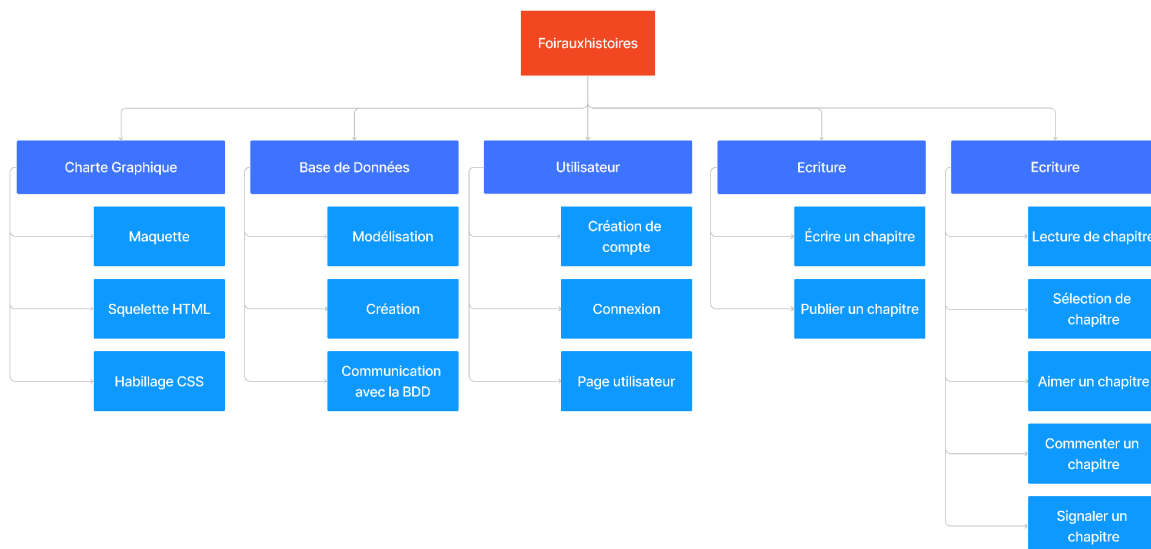 Foirauxhistoires
Charte Graphique
Maquette
Squelette HTML
Habillage CSS
Base de Données
Modélisation
Création
Communication
avec la BDD
Utilisateur
Création de
compte
Connexion
Page utilisateur
Ecriture
Écrire un chapitre
Publier un chapitre
Ecriture
Lecture de chapitre
Sélection de
chapitre
Aimer un chapitre
Commenter un
chapitre
Signaler un
chapitre